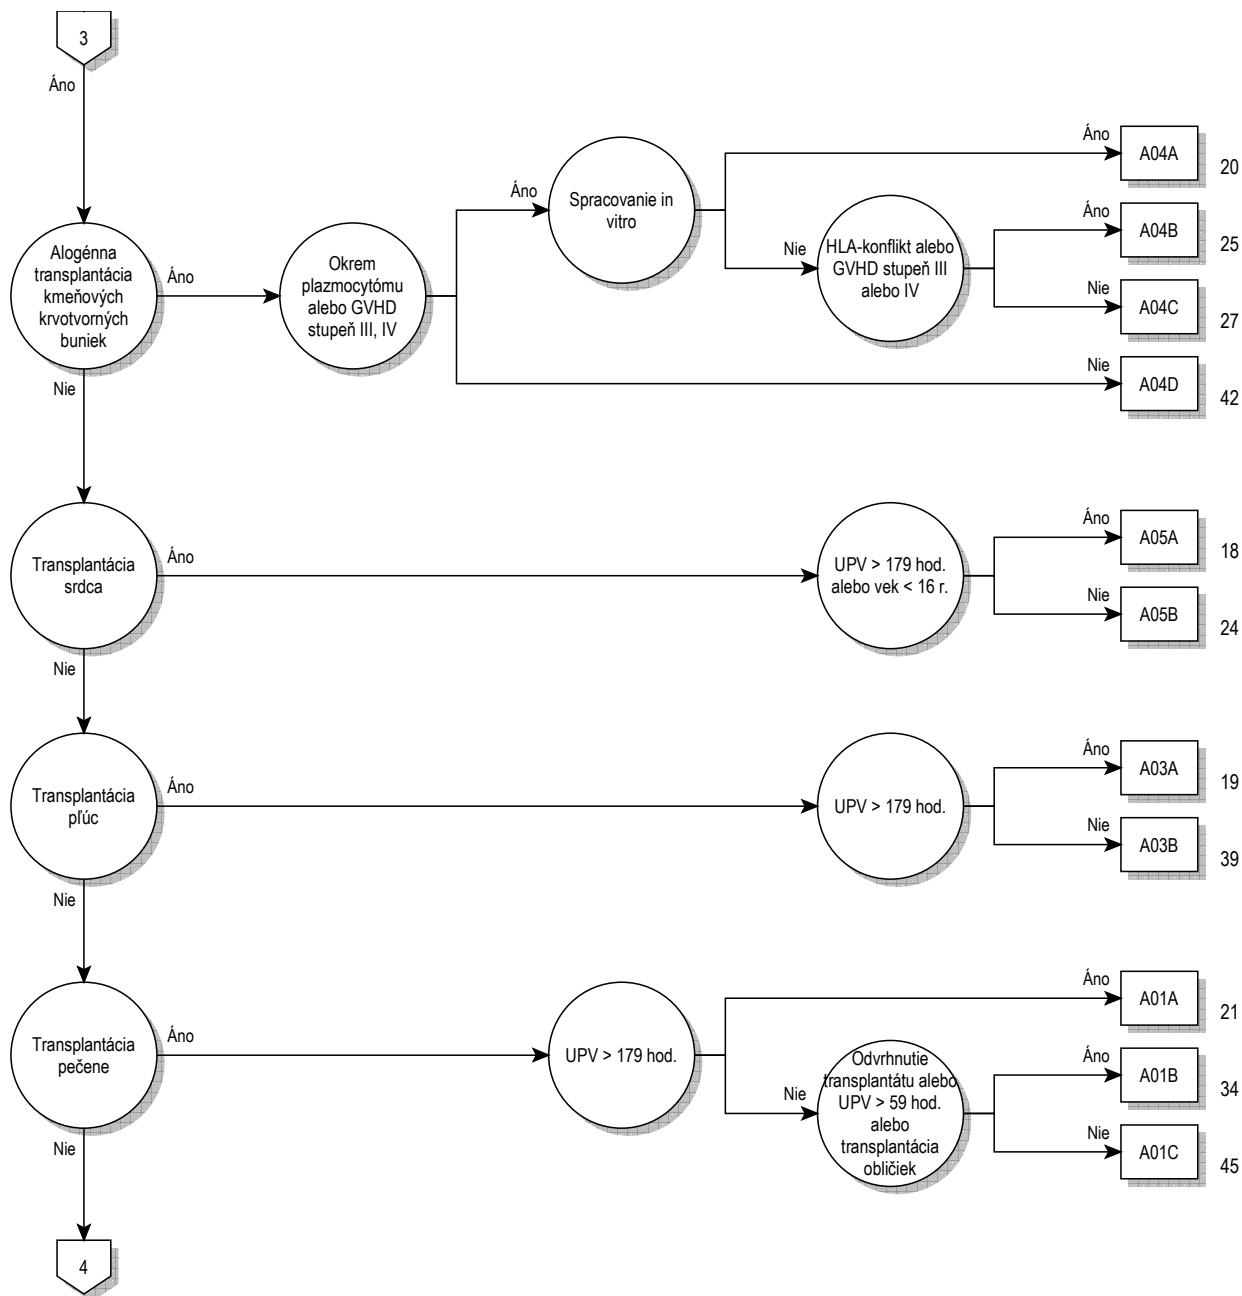 3
Áno
Alogénna
transplantácia
kmeňových
krvotvorných
buniek
Áno
Okrem
plazmocytómu
alebo GVHD
stupeň III, IV
Áno
Spracovanie in
vitro
Áno
A04A
20
Nie
HLA-konflikt alebo
GVHD stupeň III
alebo IV
Áno
A04B
25
Nie
A04C
27
Nie
A04D
42
Nie
Transplantácia
srdca
Áno
UPV > 179 hod.
alebo vek < 16 r.
Áno
A05A
18
Nie
A05B
24
Nie
Transplantácia
pľúc
Áno
UPV > 179 hod.
Áno
A03A
19
Nie
A03B
39
Nie
Transplantácia
pečene
Áno
UPV > 179 hod.
Áno
A01A
21
Nie
Odvrhnutie
transplantátu alebo
UPV > 59 hod.
alebo
transplantácia
obličiek
Áno
A01B
34
Nie
A01C
45
Nie
4